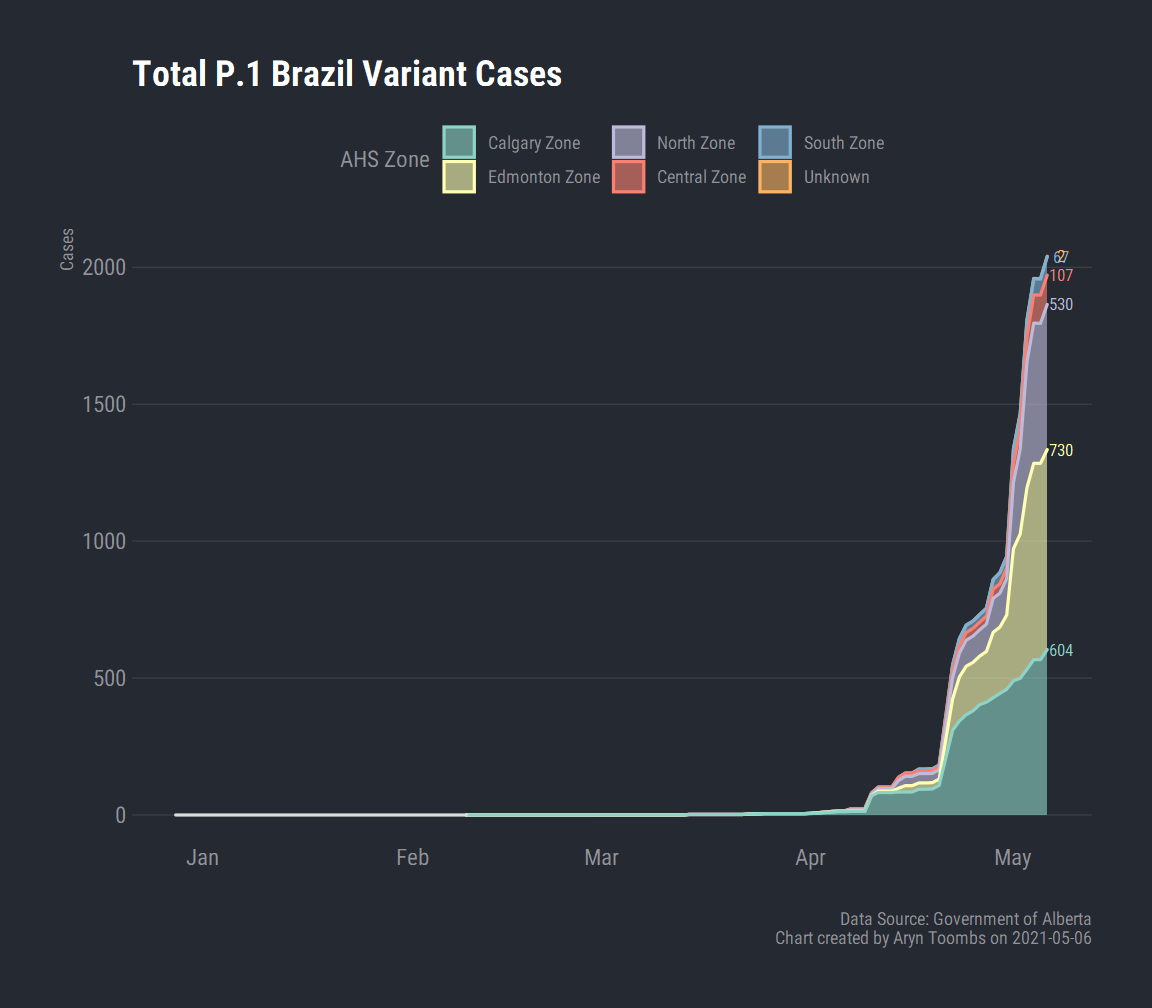 Total P.1 Brazil Variant Cases
AHS Zone
Calgary Zone
North Zone
South Zone
Edmonton Zone
Central Zone
Unknown
Cases
2000
1500
1000
500
0
67
2
107
530
730
604
Jan
Feb
Mar
Apr
May
Data Source: Government of Alberta
Chart created by Aryn Toombs on 2021-05-06